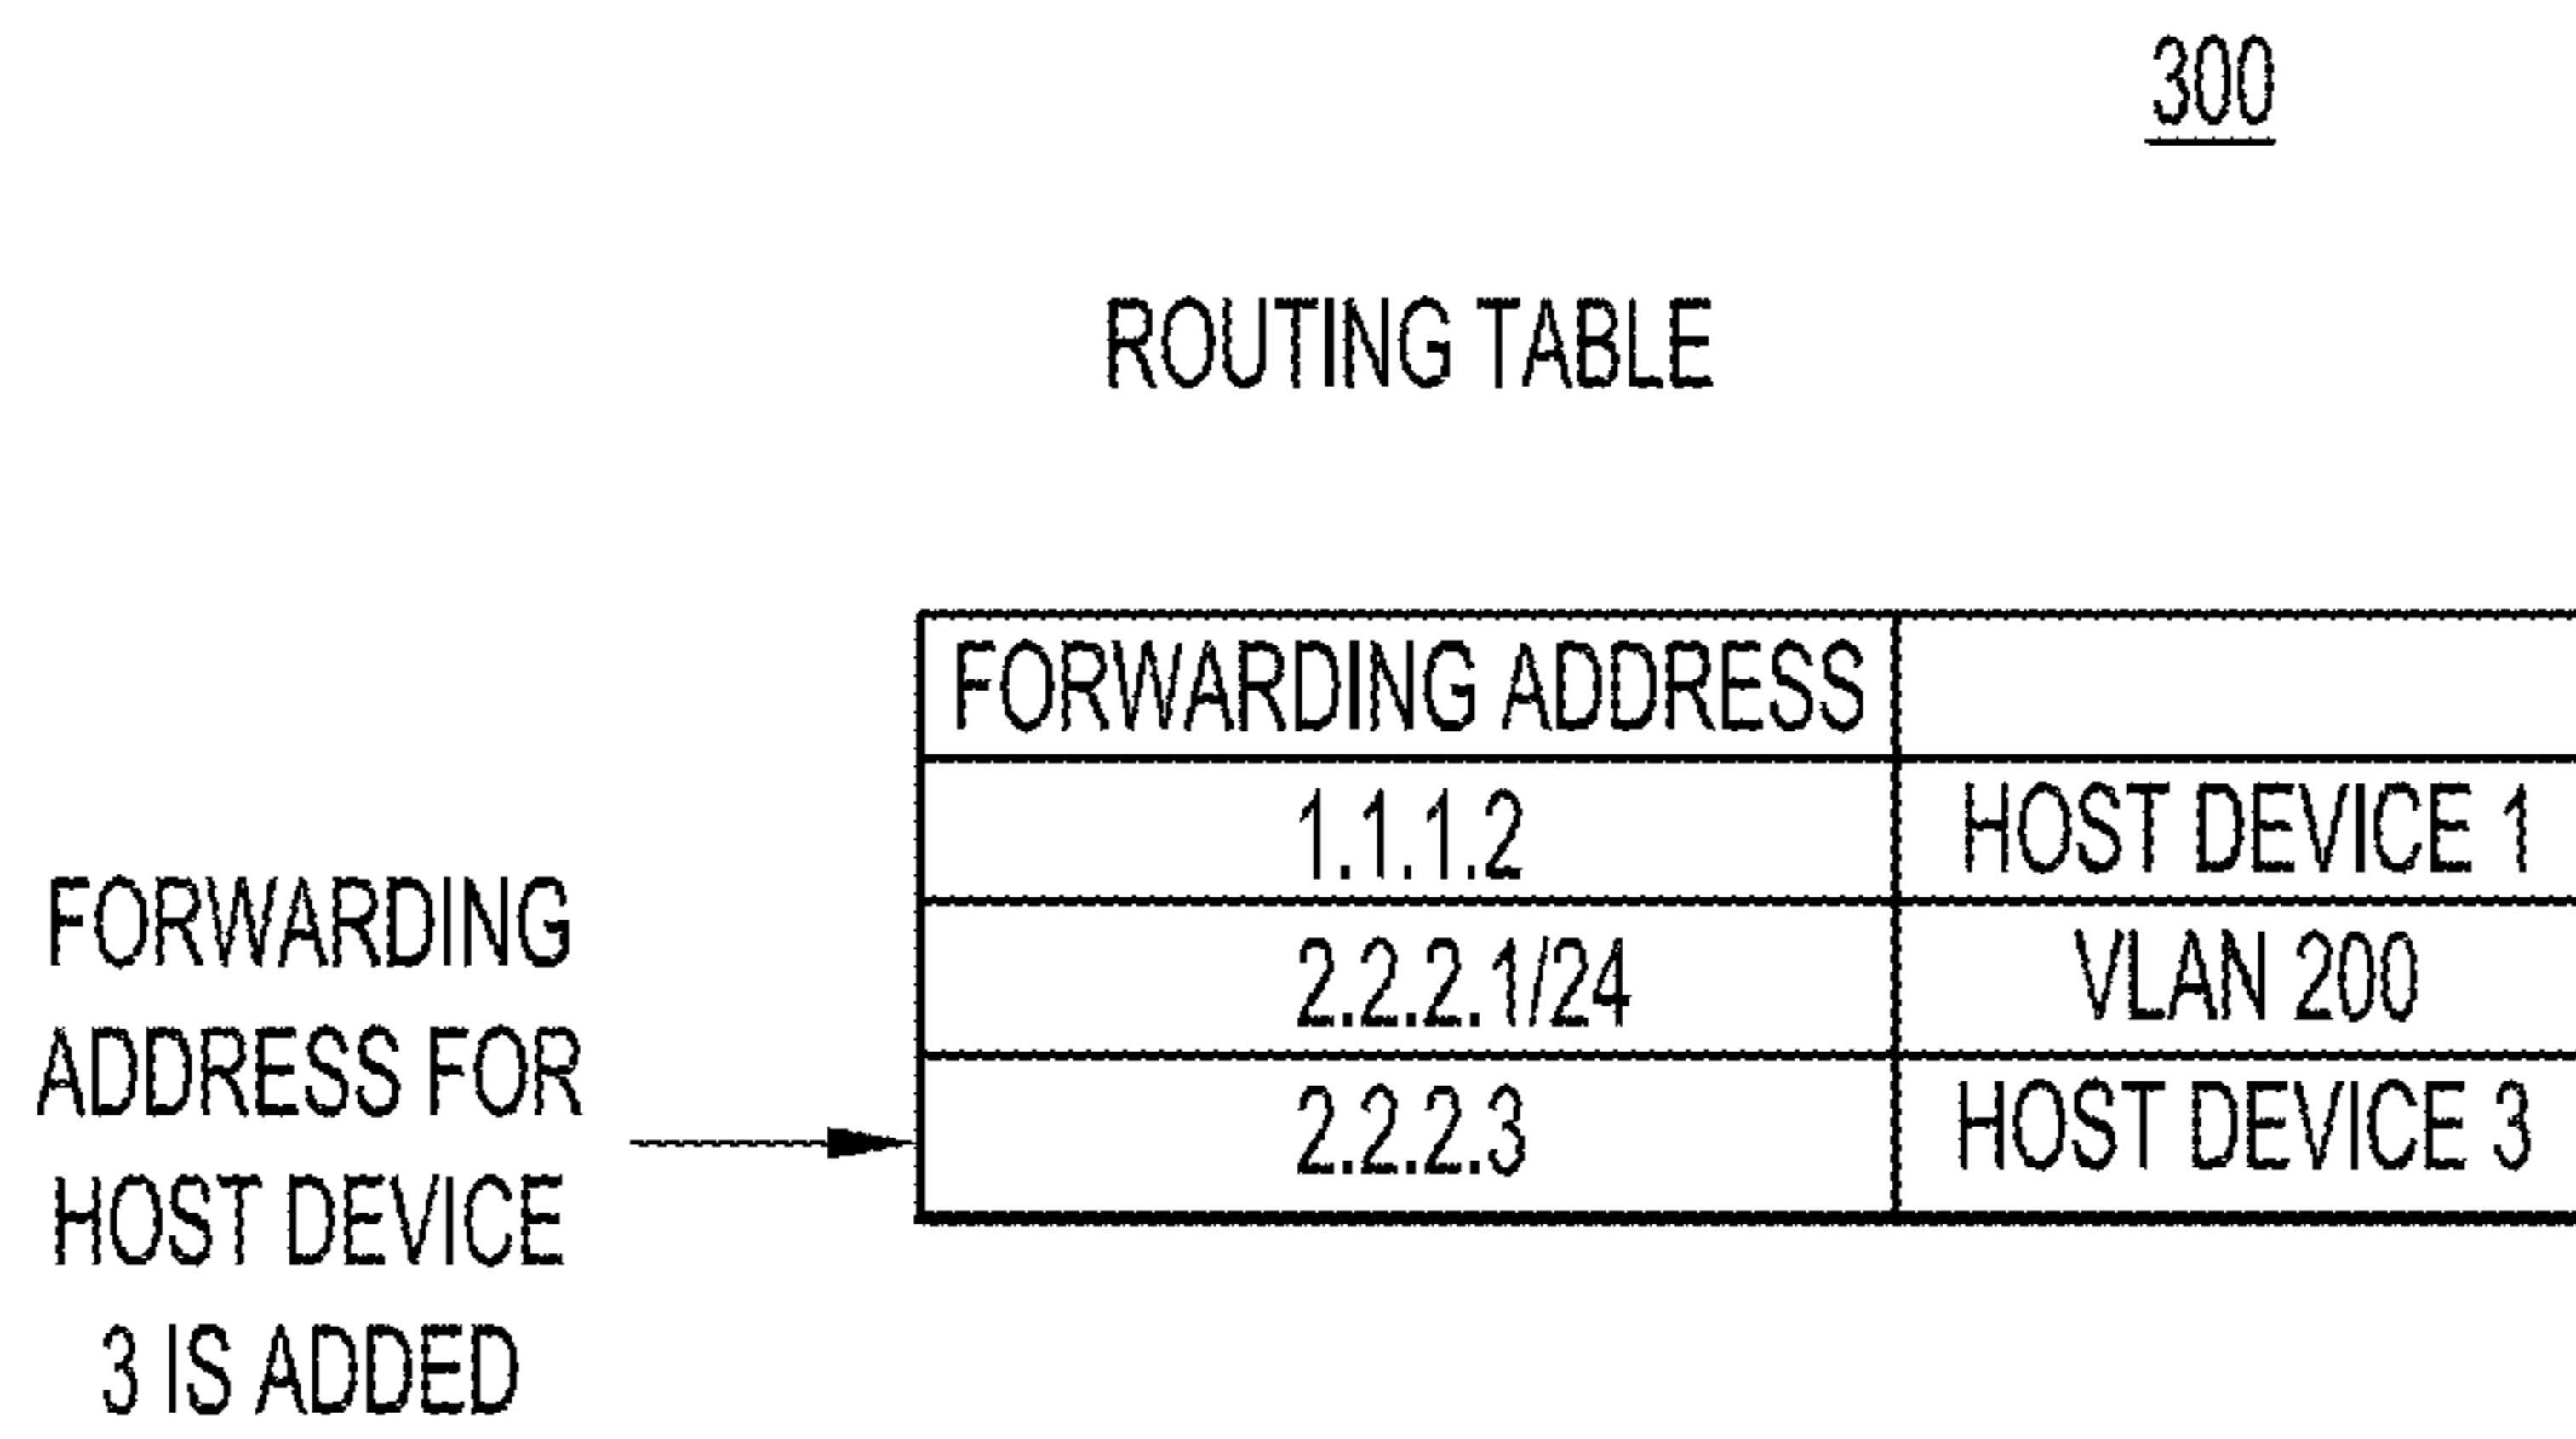 300
ROUTING TABLE
FORWARDING ADDRESS
1.1.1.2 HOST DEVICE 1
2.2.2.1/24 VLAN 200
2.2.2.3 HOST DEVICE 3
FORWARDING
ADDRESS FOR
HOST DEVICE
3 IS ADDED